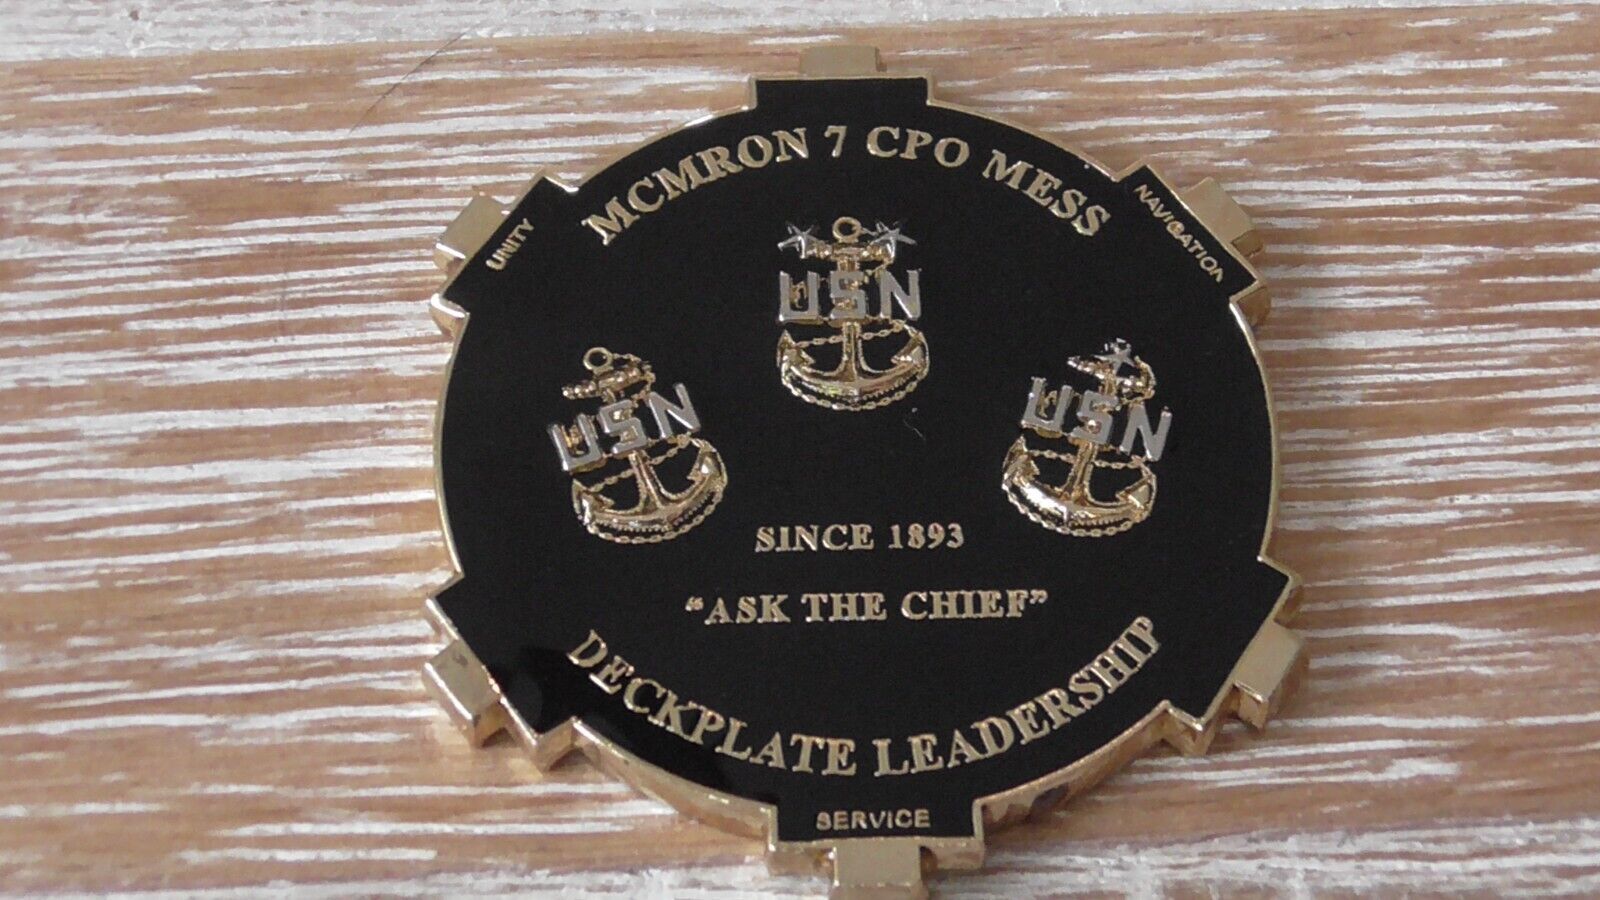 MCMRON 7 CPO MESS
UNITY
NAVIGATION
USN
USN
USN
SINCE 1893
"ASK THE CHIEF"
DECKPLATE LEADERSHIP
SERVICE